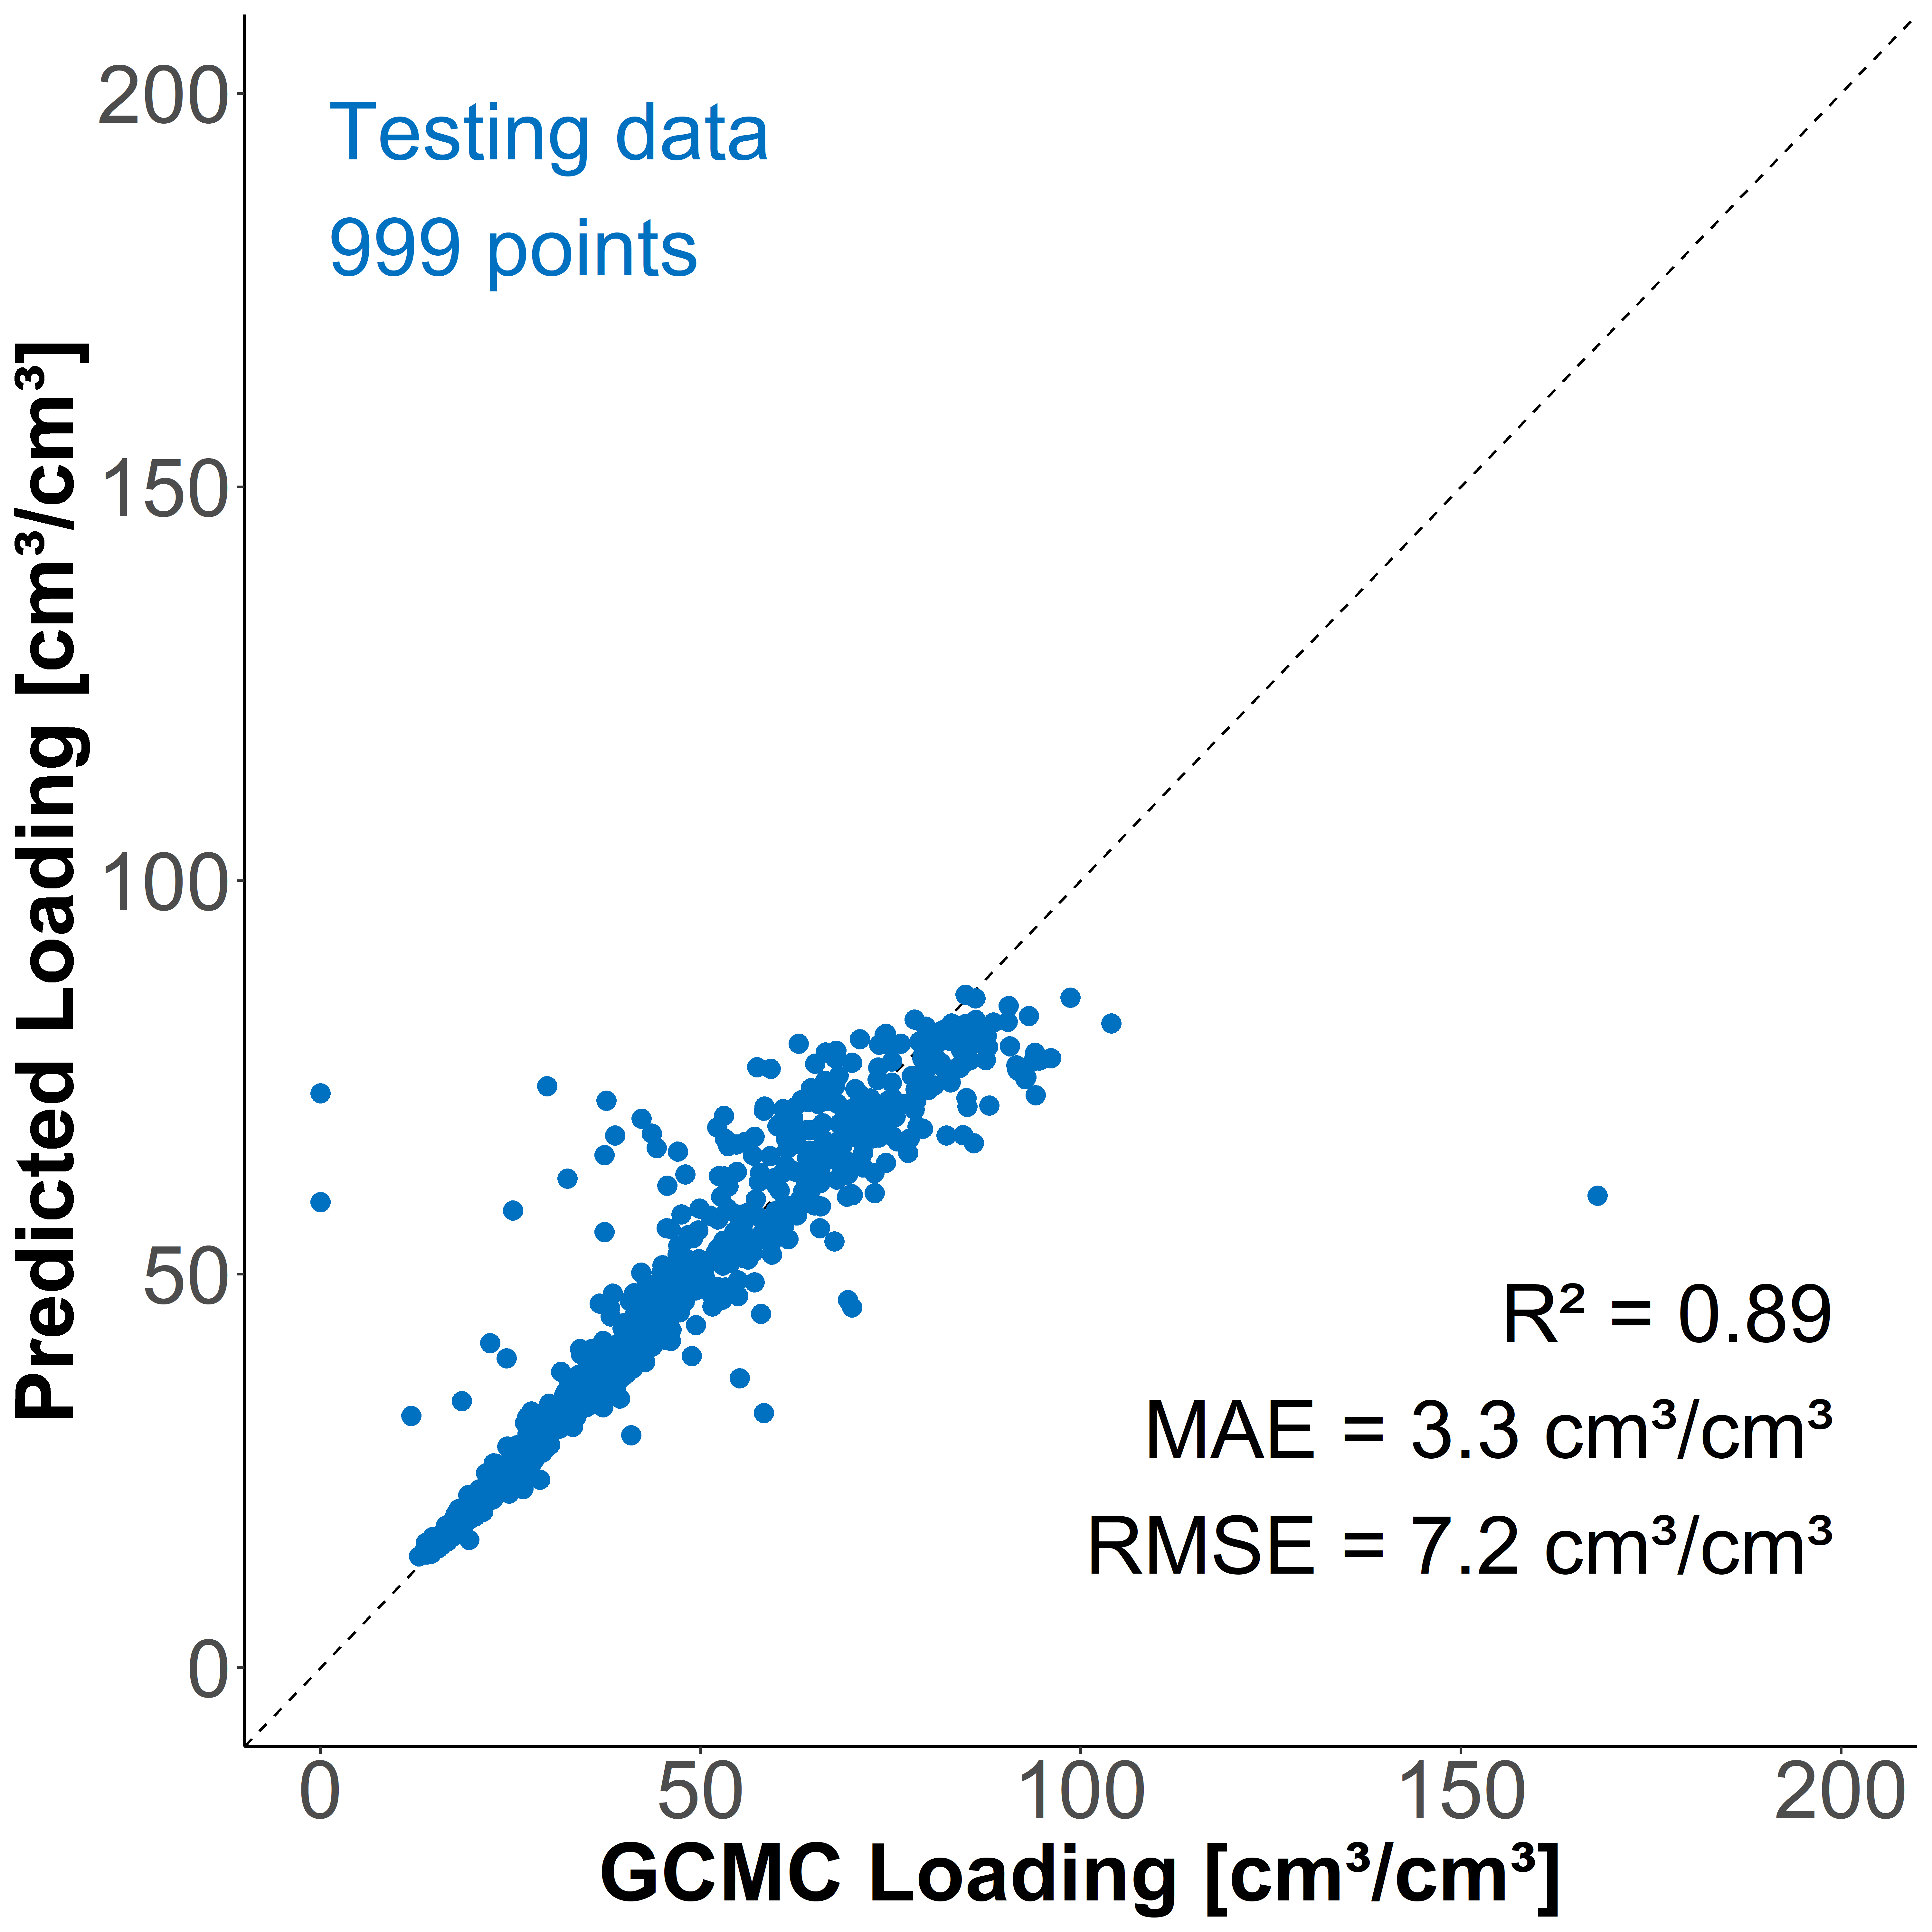 Testing data
999 points
R² = 0.89
MAE = 3.3 cm³/cm³
RMSE = 7.2 cm³/cm³
Predicted Loading [cm³/cm³]
200
150
100
50
0
0 50 100 150 200
GCMC Loading [cm³/cm³]